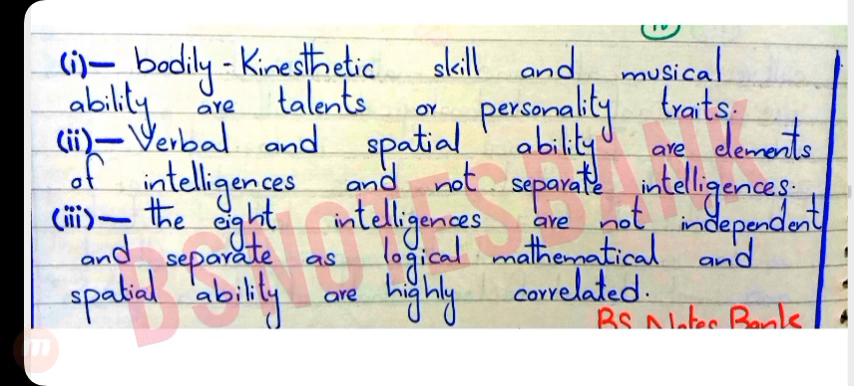 (i)— bodily-Kinesthetic skill and musical
ability are talents or personality traits.
(ii)— Verbal and spatial ability are elements
of intelligences and not separate intelligences.
(iii)— the eight intelligences are not independent
and separate as logical mathematical and
spatial ability are highly correlated.
BS Notes Bank
BSNOTESBANK